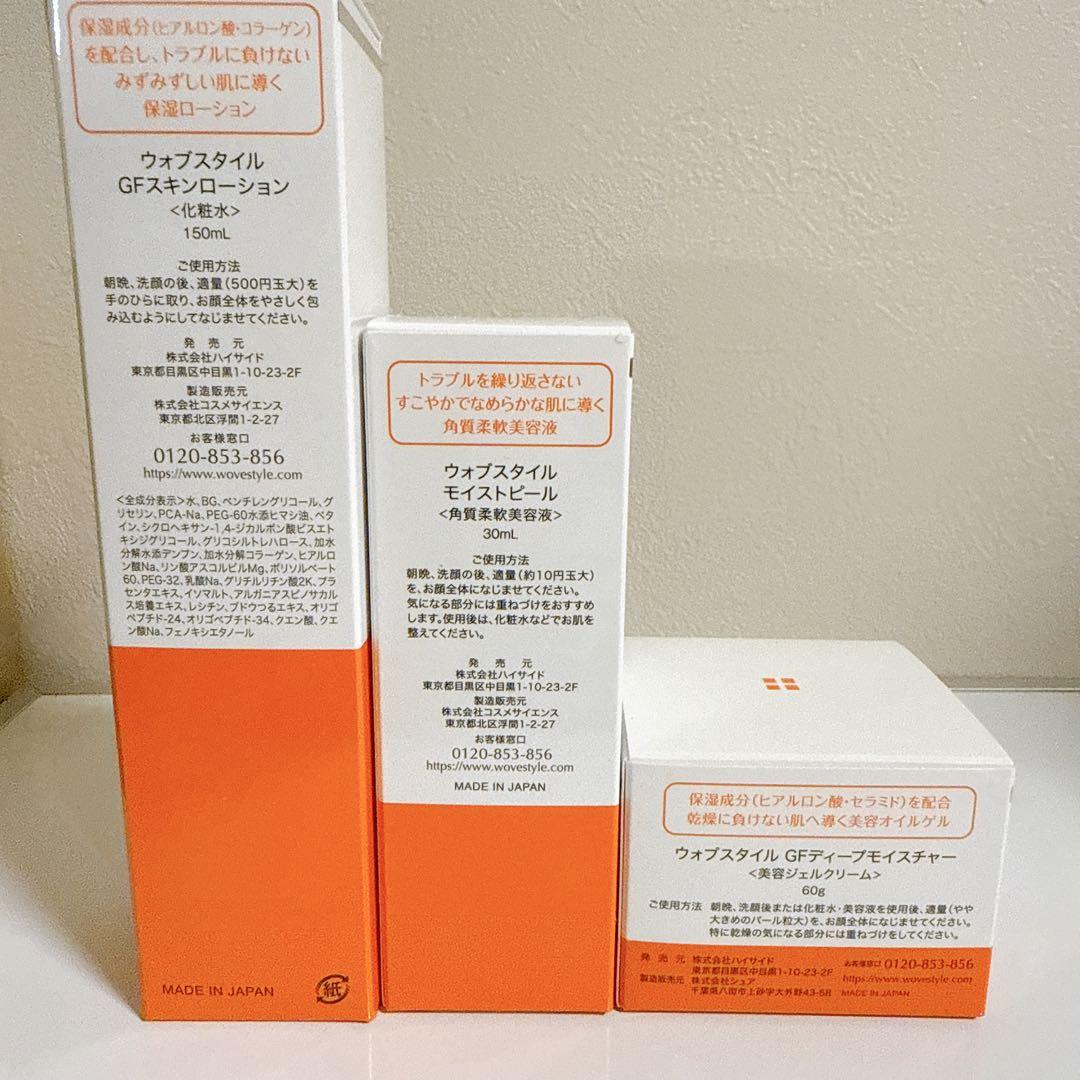 保湿成分(ヒアルロン酸・コラーゲン)
を配合し、トラブルに負けない
みずみずしい肌に導く
保湿ローション
ウォブスタイル
GFスキンローション
<化粧水>
150mL
ご使用方法
朝晩、洗顔の後、適量(500円玉大)を
手のひらに取り、お顔全体をやさしく包
み込むようにしてなじませてください。
発 売 元
株式会社ハイサイド
東京都目黒区中目黒1-10-23-2F
製造販売元
株式会社コスメサイエンス
東京都北区浮間1-2-27
お客様窓口
0120-853-856
https://www.wovestyle.com
<全成分表示>水、BG、ペンチレングリコール、グ
リセリン、PCA-Na、PEG-60水添ヒマシ油、ベタ
イン、シクロヘキサン-1,4-ジカルボン酸ビスエト
キシジグリコール、グリコシルトレハロース、加水
分解水添デンプン、加水分解コラーゲン、ヒアルロ
ン酸Na、リン酸アスコルビルMg、ポリソルベート
60、PEG-32、乳酸Na、グリチルリチン酸2K、プラ
センタエキス、イソマルト、アルガニアスピノサカル
ス培養エキス、レシチン、ブドウつるエキス、オリゴ
ペプチド-24、オリゴペプチド-34、クエン酸、クエ
ン酸Na、フェノキシエタノール
MADE IN JAPAN
紙
トラブルを繰り返さない
すこやかでなめらかな肌に導く
角質柔軟美容液
ウォブスタイル
モイストピール
<角質柔軟美容液>
30mL
ご使用方法
朝晩、洗顔の後、適量(約10円玉大)
を、お顔全体になじませてください。
気になる部分には重ねづけをおすすめ
します。使用後は、化粧水などでお肌を
整えてください。
発 売 元
株式会社ハイサイド
東京都目黒区中目黒1-10-23-2F
製造販売元
株式会社コスメサイエンス
東京都北区浮間1-2-27
お客様窓口
0120-853-856
https://www.wovestyle.com
MADE IN JAPAN
保湿成分(ヒアルロン酸・セラミド)を配合
乾燥に負けない肌へ導く美容オイルゲル
ウォブスタイル GFディープモイスチャー
<美容ジェルクリーム>
60g
ご使用方法 朝晩、洗顔後または化粧水・美容液を使用後、適量(やや
大きめのパール粒大)を、お顔全体になじませてください。
特に乾燥の気になる部分には重ねづけをしてください。
発 売 元 株式会社ハイサイド
東京都目黒区中目黒1-10-23-2F
製造販売元 株式会社シュア
千葉県八街市上砂字大外野43-58
お客様窓口 0120-853-856
https://www.wovestyle.com
MADE IN JAPAN